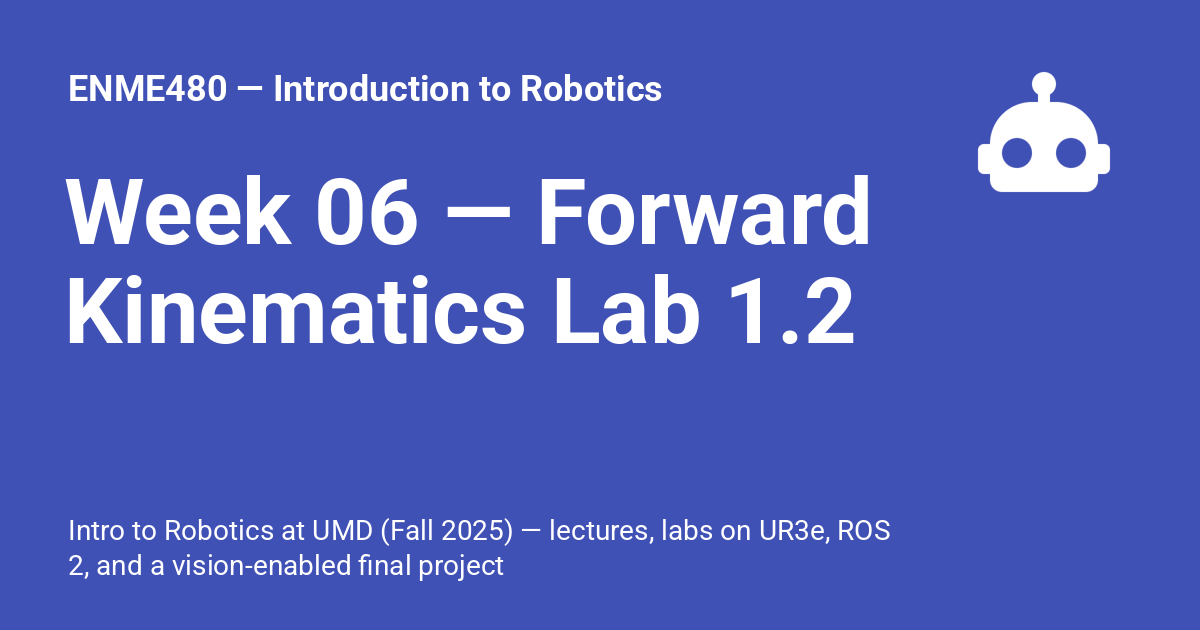 ENME480 — Introduction to Robotics
Week 06 — Forward
Kinematics Lab 1.2
Intro to Robotics at UMD (Fall 2025) — lectures, labs on UR3e, ROS
2, and a vision-enabled final project